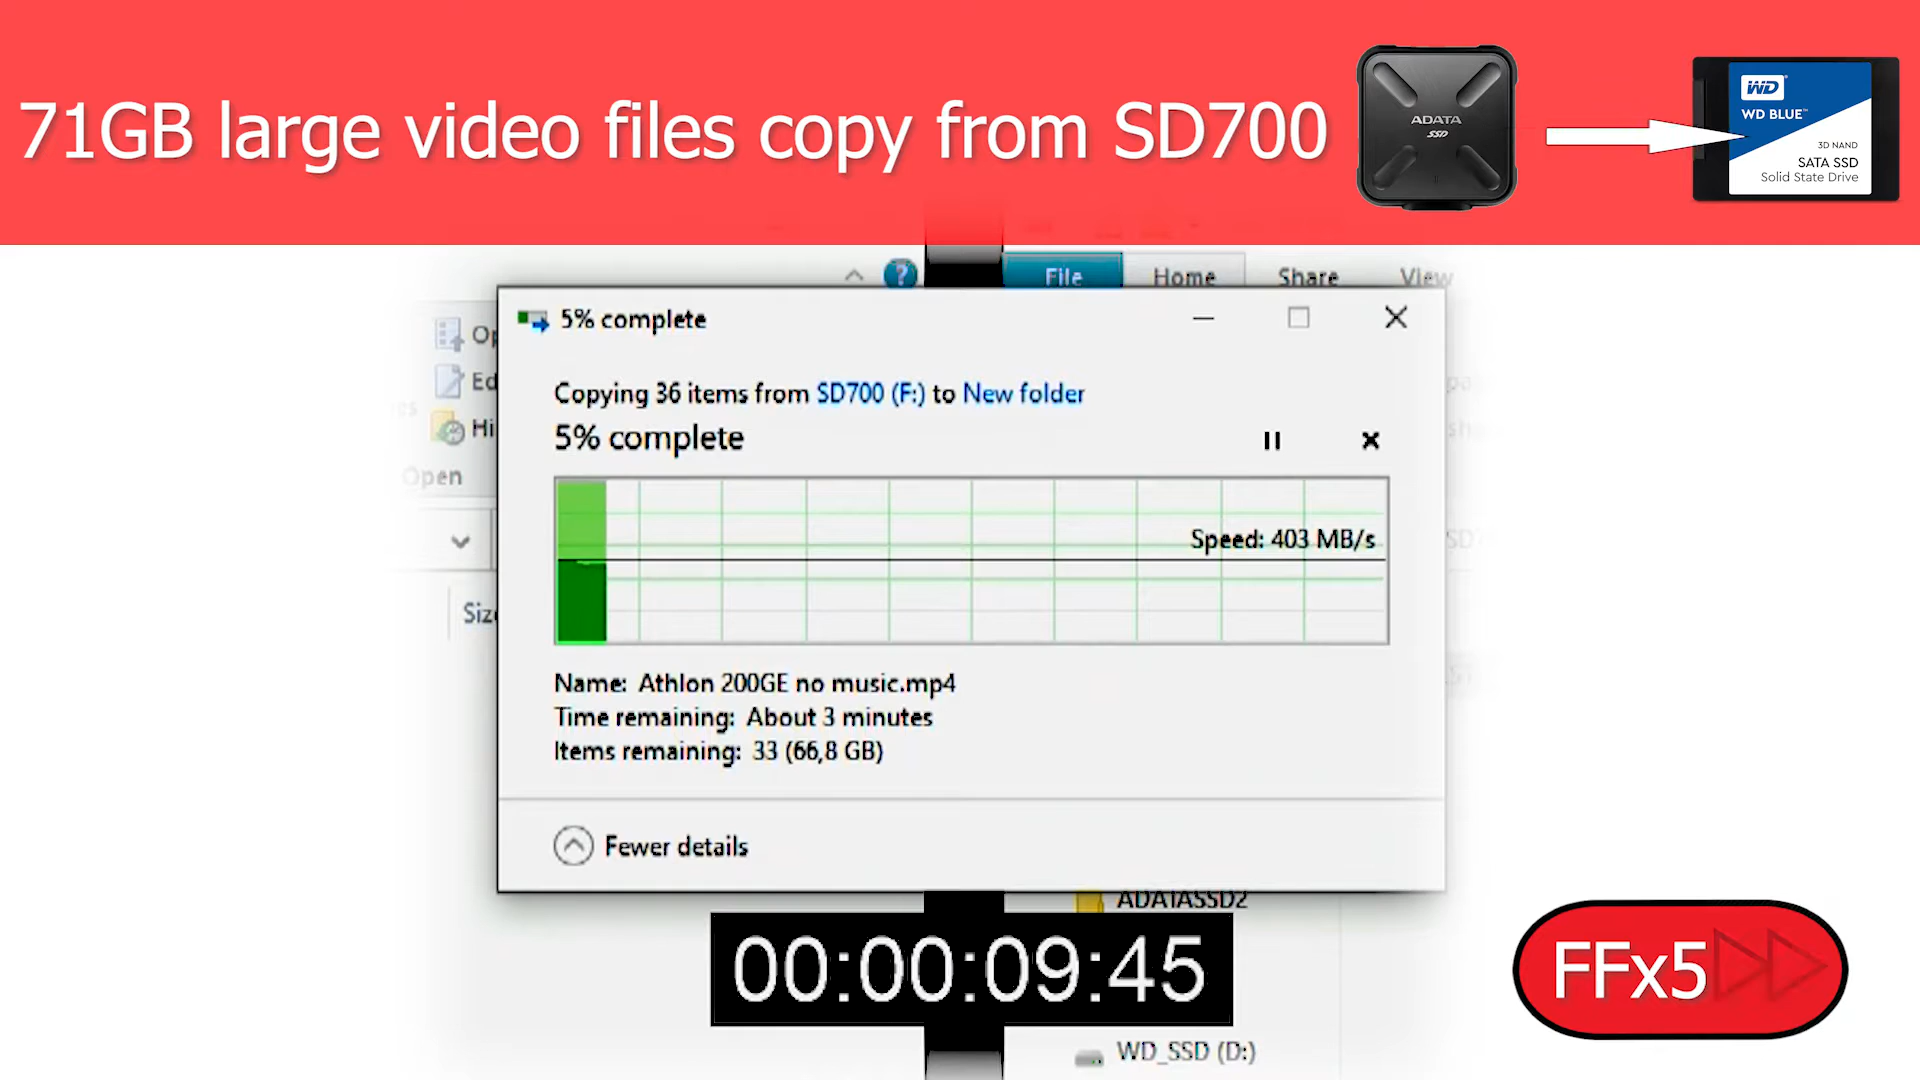 71GB large video files copy from SD700
ADATA
SSD
WD
WD BLUE™
3D NAND
SATA SSD
Solid State Drive
File Home Share View
5% complete
Copying 36 items from SD700 (F:) to New folder
5% complete
Open
Speed: 403 MB/s
Name: Athlon 200GE no music.mp4
Time remaining: About 3 minutes
Items remaining: 33 (66,8 GB)
Fewer details
ADATASSD2
00:00:09:45
FFx5
WD_SSD (D:)